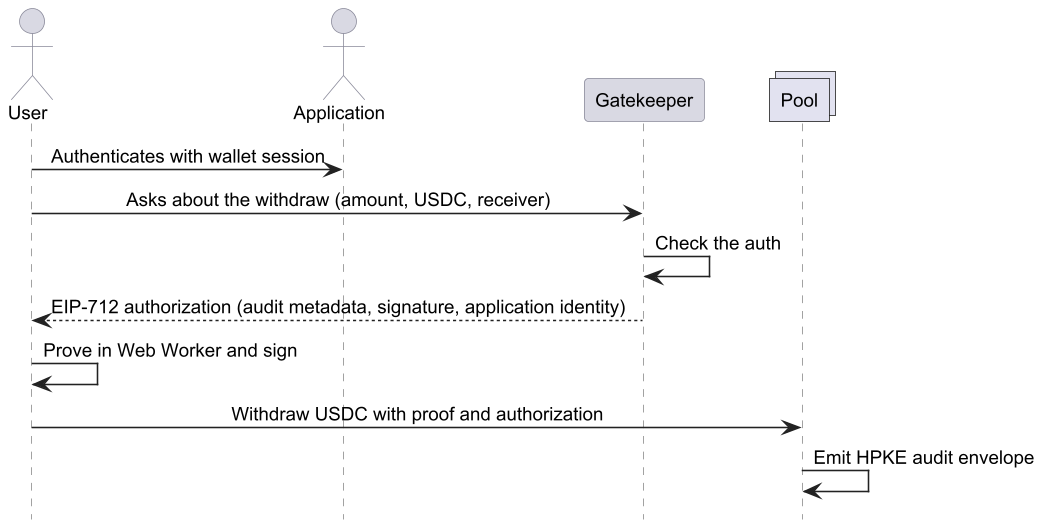 User
Application
Gatekeeper
Pool
Authenticates with wallet session
Asks about the withdraw (amount, USDC, receiver)
Check the auth
EIP-712 authorization (audit metadata, signature, application identity)
Prove in Web Worker and sign
Withdraw USDC with proof and authorization
Emit HPKE audit envelope